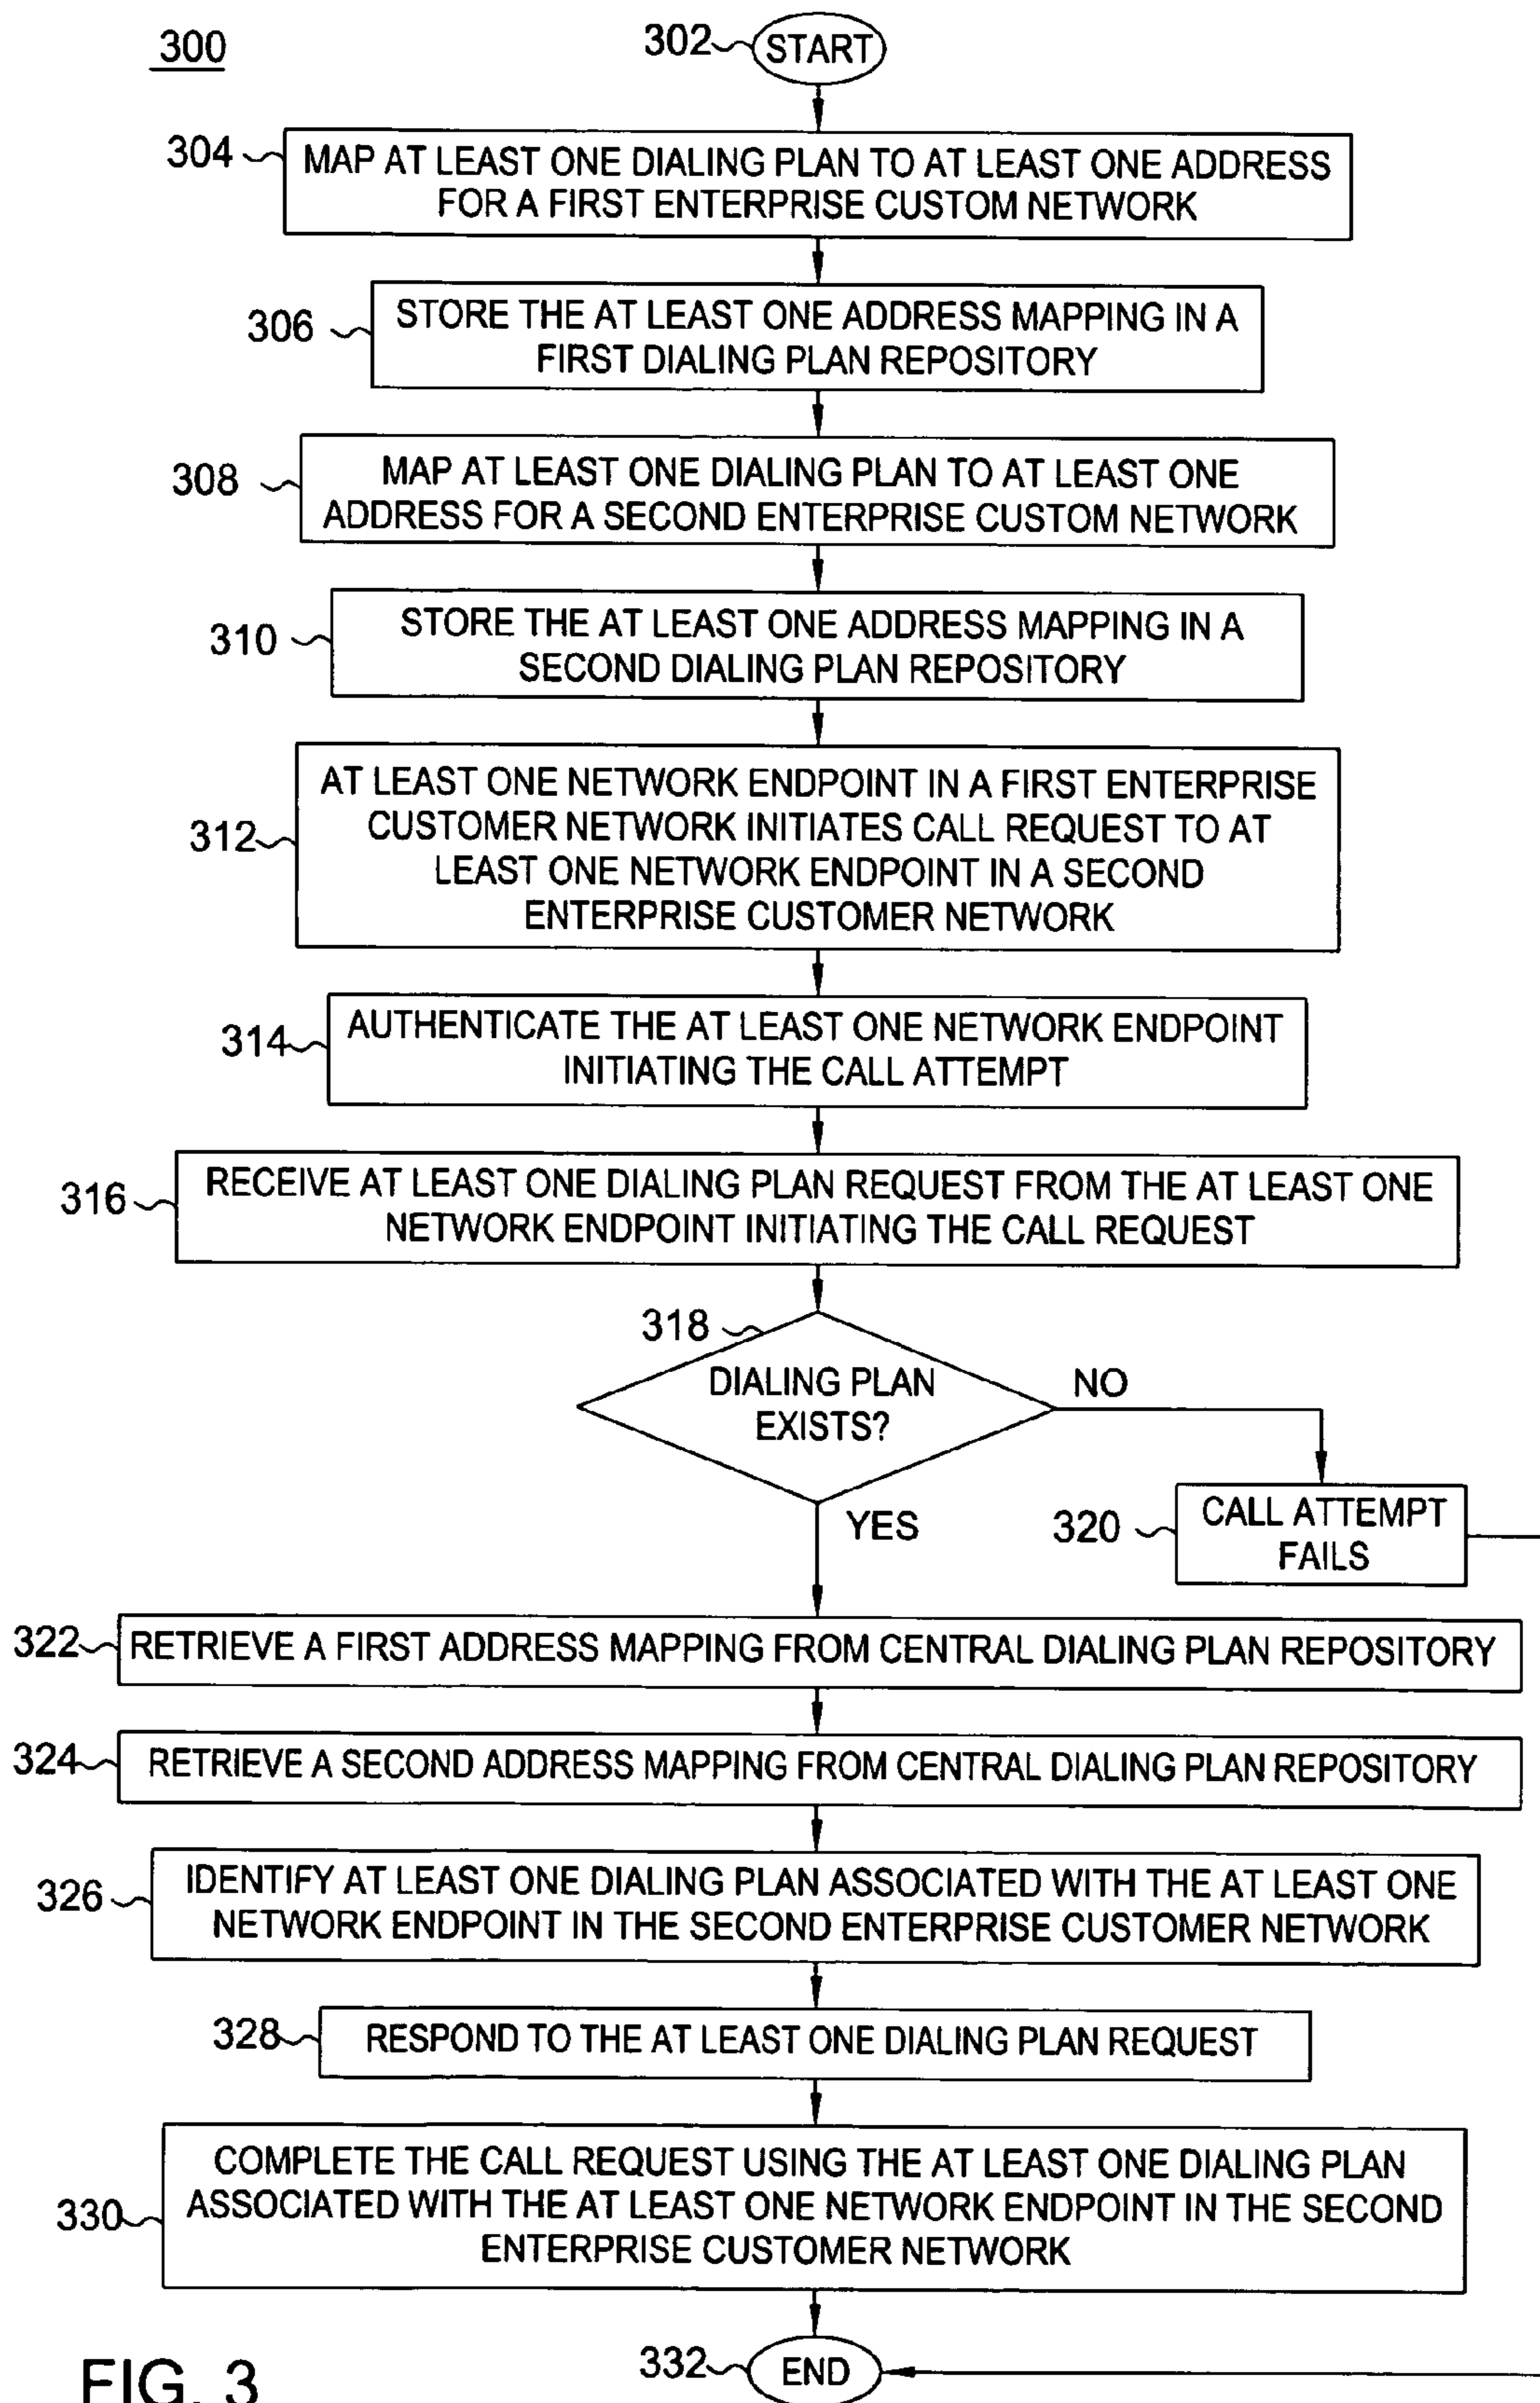 300
302
START
304
MAP AT LEAST ONE DIALING PLAN TO AT LEAST ONE ADDRESS
FOR A FIRST ENTERPRISE CUSTOM NETWORK
306
STORE THE AT LEAST ONE ADDRESS MAPPING IN A
FIRST DIALING PLAN REPOSITORY
308
MAP AT LEAST ONE DIALING PLAN TO AT LEAST ONE
ADDRESS FOR A SECOND ENTERPRISE CUSTOM NETWORK
310
STORE THE AT LEAST ONE ADDRESS MAPPING IN A
SECOND DIALING PLAN REPOSITORY
312
AT LEAST ONE NETWORK ENDPOINT IN A FIRST ENTERPRISE
CUSTOMER NETWORK INITIATES CALL REQUEST TO AT
LEAST ONE NETWORK ENDPOINT IN A SECOND
ENTERPRISE CUSTOMER NETWORK
314
AUTHENTICATE THE AT LEAST ONE NETWORK ENDPOINT
INITIATING THE CALL ATTEMPT
316
RECEIVE AT LEAST ONE DIALING PLAN REQUEST FROM THE AT LEAST ONE
NETWORK ENDPOINT INITIATING THE CALL REQUEST
318
DIALING PLAN
EXISTS?
NO
YES
320
CALL ATTEMPT
FAILS
322
RETRIEVE A FIRST ADDRESS MAPPING FROM CENTRAL DIALING PLAN REPOSITORY
324
RETRIEVE A SECOND ADDRESS MAPPING FROM CENTRAL DIALING PLAN REPOSITORY
326
IDENTIFY AT LEAST ONE DIALING PLAN ASSOCIATED WITH THE AT LEAST ONE
NETWORK ENDPOINT IN THE SECOND ENTERPRISE CUSTOMER NETWORK
328
RESPOND TO THE AT LEAST ONE DIALING PLAN REQUEST
330
COMPLETE THE CALL REQUEST USING THE AT LEAST ONE DIALING PLAN
ASSOCIATED WITH THE AT LEAST ONE NETWORK ENDPOINT IN THE SECOND
ENTERPRISE CUSTOMER NETWORK
332
END
FIG. 3